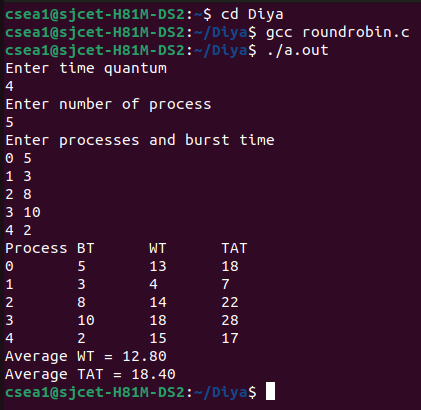 csea1@sjcet-H81M-DS2:~$ cd Diya
csea1@sjcet-H81M-DS2:~/Diya$ gcc roundrobin.c
csea1@sjcet-H81M-DS2:~/Diya$ ./a.out
Enter time quantum
4
Enter number of process
5
Enter processes and burst time
0 5
1 3
2 8
3 10
4 2
Process BT WT TAT
0 5 13 18
1 3 4 7
2 8 14 22
3 10 18 28
4 2 15 17
Average WT = 12.80
Average TAT = 18.40
csea1@sjcet-H81M-DS2:~/Diya$